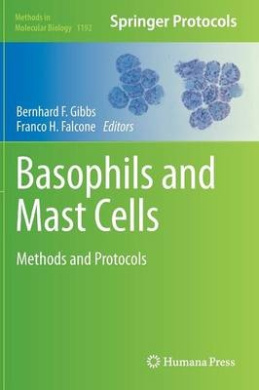 Methods in
Molecular Biology 1192
Springer Protocols
Bernhard F. Gibbs
Franco H. Falcone Editors
Basophils and
Mast Cells
Methods and Protocols
Humana Press